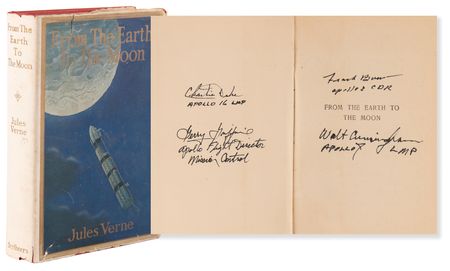 From The
Earth
To
The Moon
Jules
Verne
Scribners
From The Earth
To The Moon
Jules Verne
Charlie Duke
APOLLO 16 LMP
Gerry Griffin
Apollo Flight Director
Mission Control
Frank Borman
Apollo 8 CDR
FROM THE EARTH TO
THE MOON
Walt Cunningham
APOLLO 7 LMP